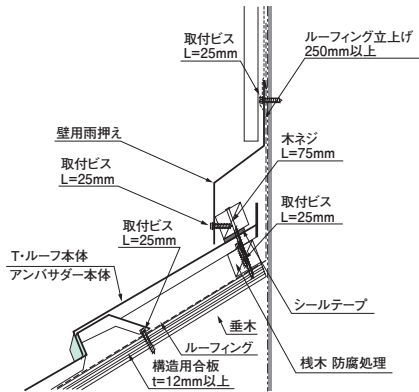 取付ビス
L=25mm
ルーフィング立上げ
250mm以上
壁用雨押え
木ネジ
L=75mm
取付ビス
L=25mm
取付ビス
L=25mm
取付ビス
L=25mm
T・ルーフ本体
アンバサダー本体
シールテープ
垂木
ルーフィング
桟木 防腐処理
構造用合板
t=12mm以上